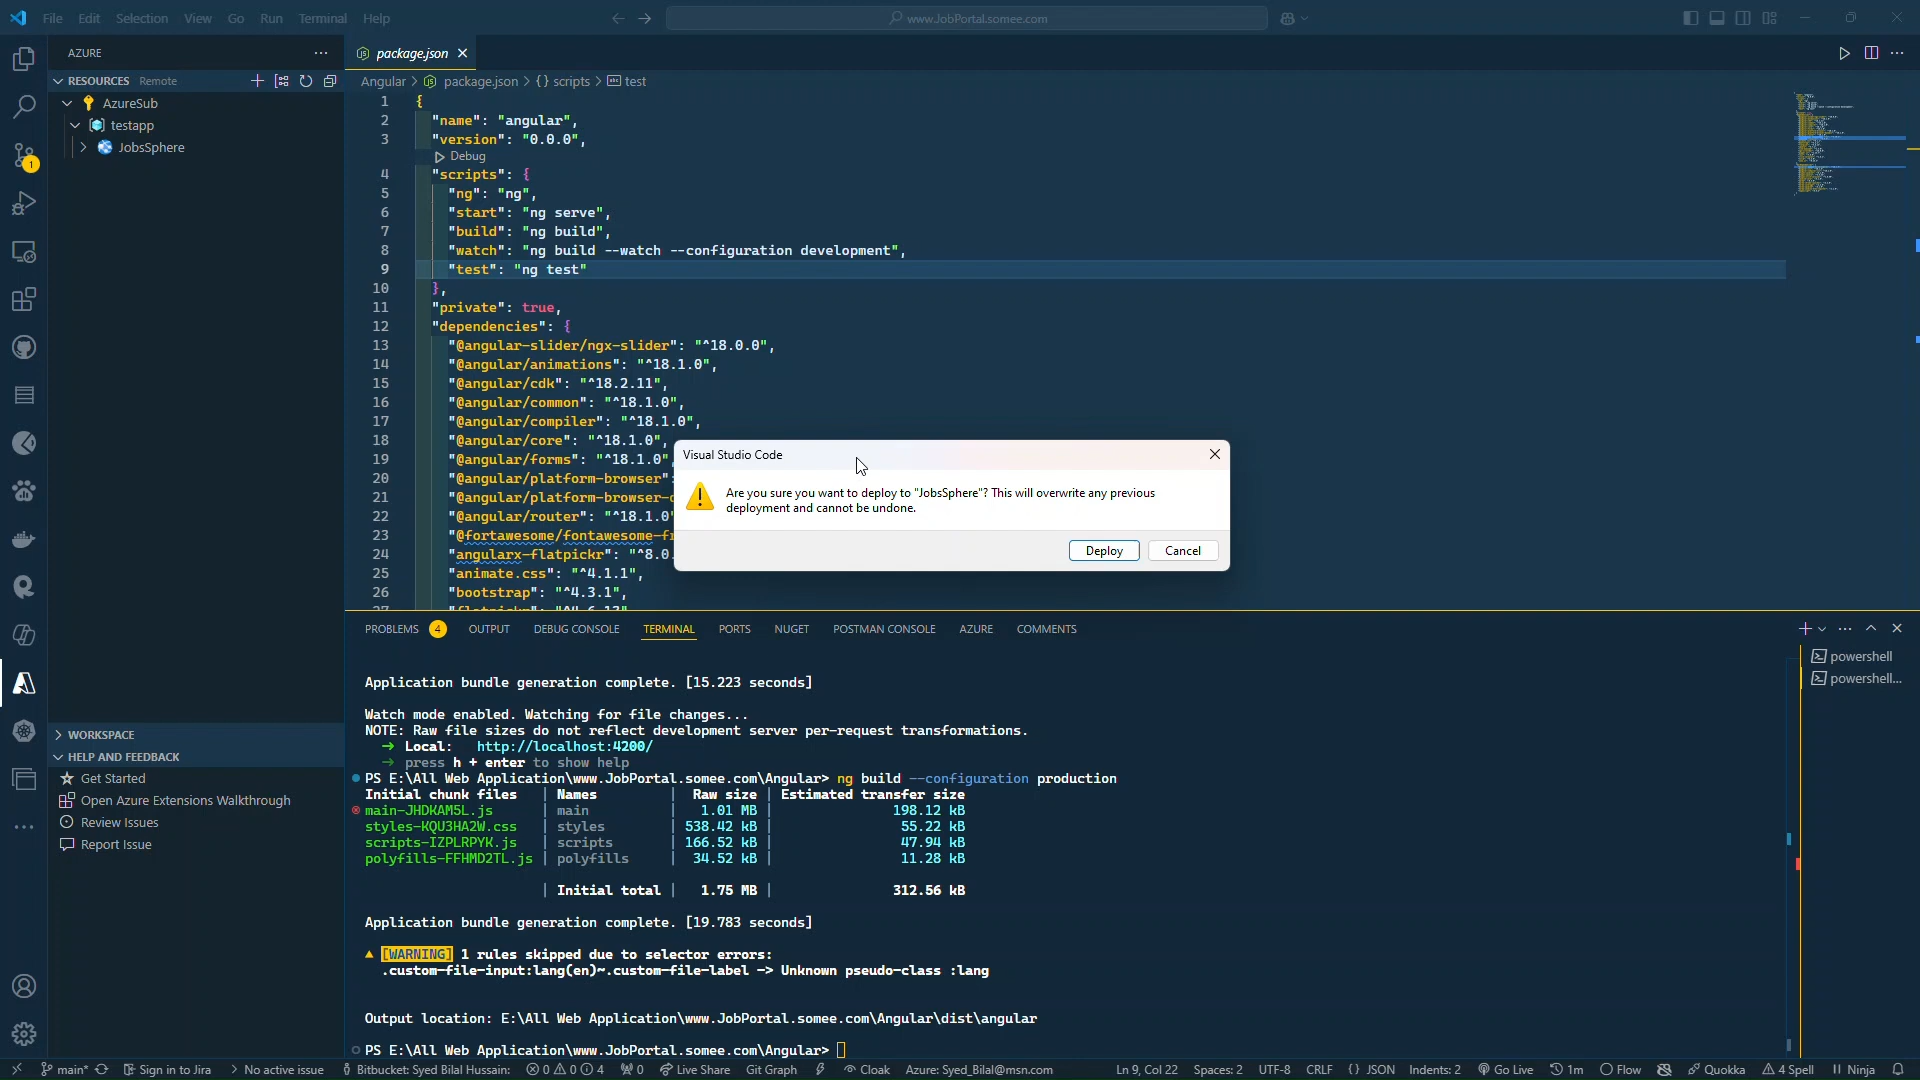 File Edit Selection View Go Run Terminal Help
www.JobPortal.somee.com
AZURE
RESOURCES Remote
AzureSub
testapp
JobsSphere
1
WORKSPACE
HELP AND FEEDBACK
Get Started
Open Azure Extensions Walkthrough
Review Issues
Report Issue
package.json
Angular > package.json > {} scripts > test
1 {
2 "name": "angular",
3 "version": "0.0.0",
Debug
4 "scripts": {
5 "ng": "ng",
6 "start": "ng serve",
7 "build": "ng build",
8 "watch": "ng build --watch --configuration development",
9 "test": "ng test"
10 },
11 "private": true,
12 "dependencies": {
13 "@angular-slider/ngx-slider": "^18.0.0",
14 "@angular/animations": "^18.1.0",
15 "@angular/cdk": "^18.2.11",
16 "@angular/common": "^18.1.0",
17 "@angular/compiler": "^18.1.0",
18 "@angular/core": "^18.1.0",
19 "@angular/forms": "^18.1.0"
20 "@angular/platform-browser":
21 "@angular/platform-browser-
22 "@angular/router": "^18.1.0"
23 "@fortawesome/fontawesome-
24 "angularx-flatpickr": "^8.0.
25 "animate.css": "^4.1.1",
26 "bootstrap": "^4.3.1",
Visual Studio Code
Are you sure you want to deploy to "JobsSphere"? This will overwrite any previous
deployment and cannot be undone.
Deploy Cancel
PROBLEMS 4 OUTPUT DEBUG CONSOLE TERMINAL PORTS NUGET POSTMAN CONSOLE AZURE COMMENTS
powershell
powershell...
Application bundle generation complete. [15.223 seconds]
Watch mode enabled. Watching for file changes...
NOTE: Raw file sizes do not reflect development server per-request transformations.
➜ Local: http://localhost:4200/
➜ press h + enter to show help
PS E:\All Web Application\www.JobPortal.somee.com\Angular> ng build --configuration production
Initial chunk files | Names | Raw size | Estimated transfer size
main-JHDKAM5L.js | main | 1.01 MB | 198.12 kB
styles-KQU3HA2W.css | styles | 538.42 kB | 55.22 kB
scripts-IZPLRPYK.js | scripts | 166.52 kB | 47.94 kB
polyfills-FFHMD2TL.js | polyfills | 34.52 kB | 11.28 kB
| Initial total | 1.75 MB | 312.56 kB
Application bundle generation complete. [19.783 seconds]
▲ [WARNING] 1 rules skipped due to selector errors:
.custom-file-input:lang(en)~.custom-file-label -> Unknown pseudo-class :lang
Output location: E:\All Web Application\www.JobPortal.somee.com\Angular\dist\angular
PS E:\All Web Application\www.JobPortal.somee.com\Angular>
main* Sign in to Jira No active issue Bitbucket: Syed Bilal Hussain: 0 0 4 0 Live Share Git Graph Cloak Azure: Syed_Bilal@msn.com Ln 9, Col 22 Spaces: 2 UTF-8 CRLF {} JSON Indents: 2 Go Live 1m Flow Quokka 4 Spell Ninja